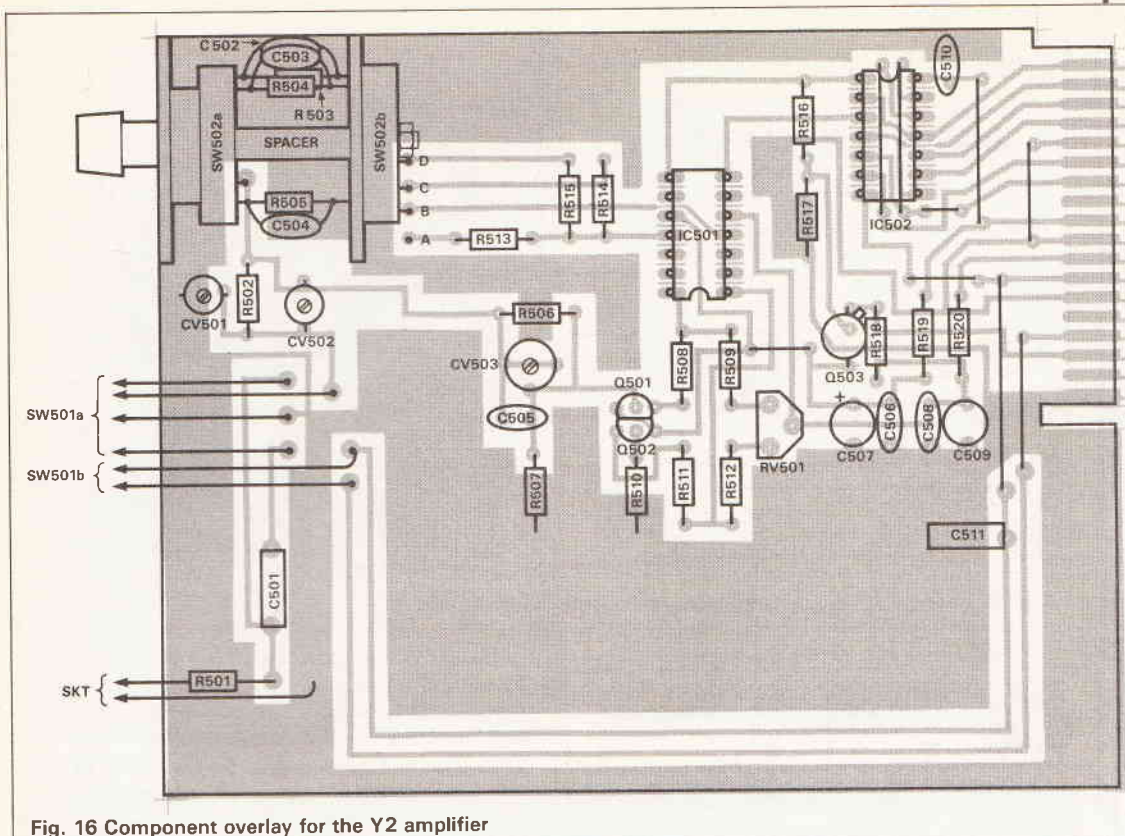 C502
C503
R504
R503
SW502a
SPACER
SW502b
R505
C504
D
C
B
A
R515
R514
R513
IC501
R516
R517
IC502
C510
CV501
R502
CV502
R506
CV503
C505
R507
Q501
Q502
R508
R509
R510
R511
R512
RV501
Q503
R518
R519
R520
+
C507
C506
C508
C509
C511
SW501a
SW501b
C501
R501
SKT
Fig. 16 Component overlay for the Y2 amplifier